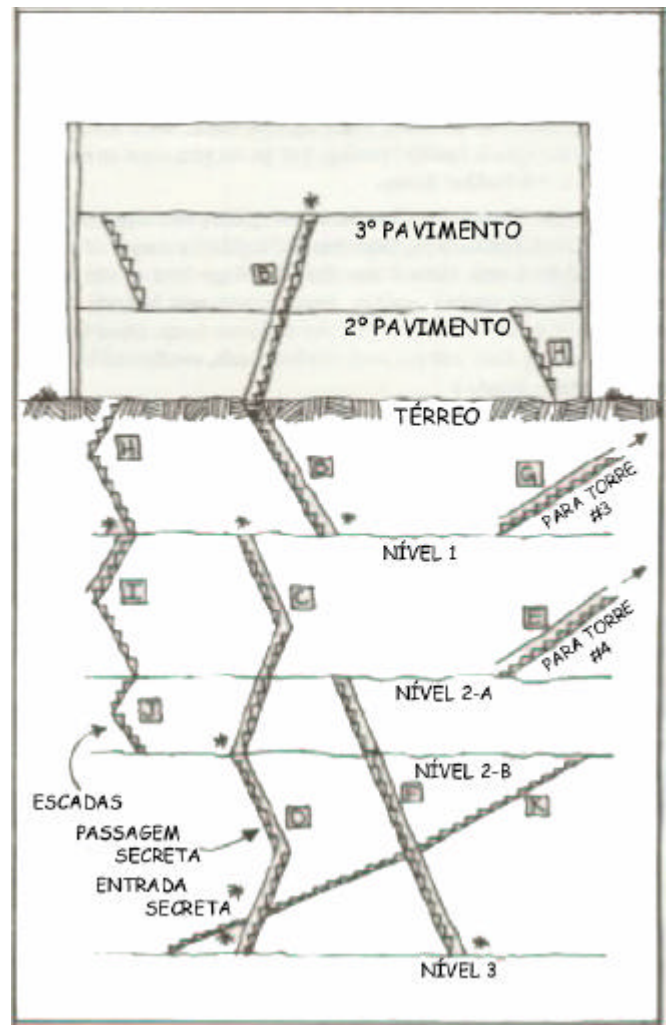 3º PAVIMENTO
B
2º PAVIMENTO
H
TÉRREO
H
B
G
PARA TORRE
#3
NÍVEL 1
I
C
E
PARA TORRE
#4
NÍVEL 2-A
J
NÍVEL 2-B
ESCADAS
D
F
K
PASSAGEM
SECRETA
ENTRADA
SECRETA
NÍVEL 3